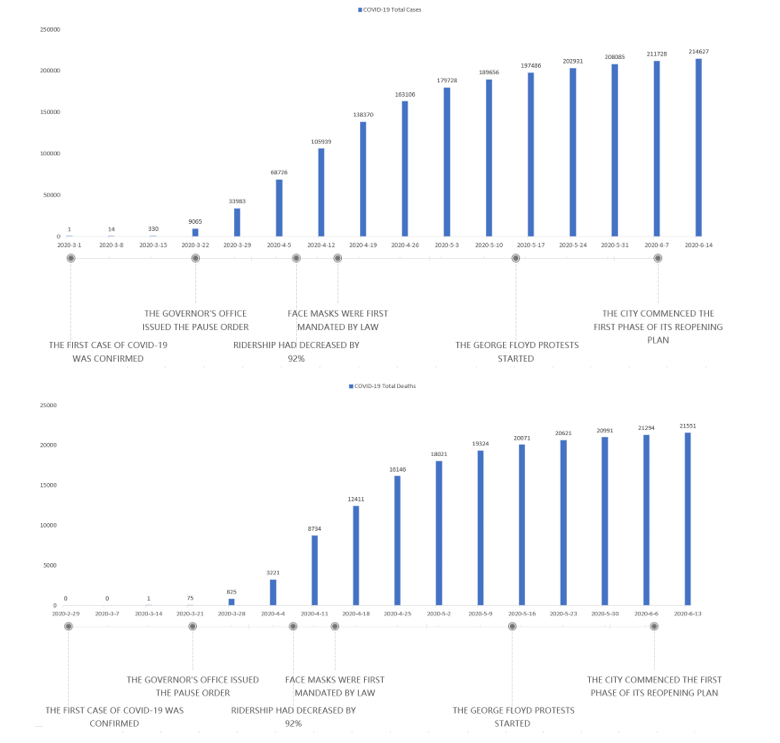 COVID-19 Total Cases
250000
200000
150000
100000
50000
0
1
14
330
9065
33983
68726
105939
138370
163106
179728
189656
197486
202931
208085
211728
214627
2020-3-1 2020-3-8 2020-3-15 2020-3-22 2020-3-29 2020-4-5 2020-4-12 2020-4-19 2020-4-26 2020-5-3 2020-5-10 2020-5-17 2020-5-24 2020-5-31 2020-6-7 2020-6-14
THE GOVERNOR'S OFFICE
ISSUED THE PAUSE ORDER
FACE MASKS WERE FIRST
MANDATED BY LAW
THE CITY COMMENCED THE
FIRST PHASE OF ITS REOPENING
PLAN
THE FIRST CASE OF COVID-19
WAS CONFIRMED
RIDERSHIP HAD DECREASED BY
92%
THE GEORGE FLOYD PROTESTS
STARTED
COVID-19 Total Deaths
25000
20000
15000
10000
5000
0
0
0
1
75
825
3221
8734
12411
16146
18021
19324
20071
20621
20991
21294
21551
2020-2-29 2020-3-7 2020-3-14 2020-3-21 2020-3-28 2020-4-4 2020-4-11 2020-4-18 2020-4-25 2020-5-2 2020-5-9 2020-5-16 2020-5-23 2020-5-30 2020-6-6 2020-6-13
THE GOVERNOR'S OFFICE ISSUED
THE PAUSE ORDER
FACE MASKS WERE FIRST
MANDATED BY LAW
THE CITY COMMENCED THE FIRST
PHASE OF ITS REOPENING PLAN
THE FIRST CASE OF COVID-19 WAS
CONFIRMED
RIDERSHIP HAD DECREASED BY
92%
THE GEORGE FLOYD PROTESTS
STARTED